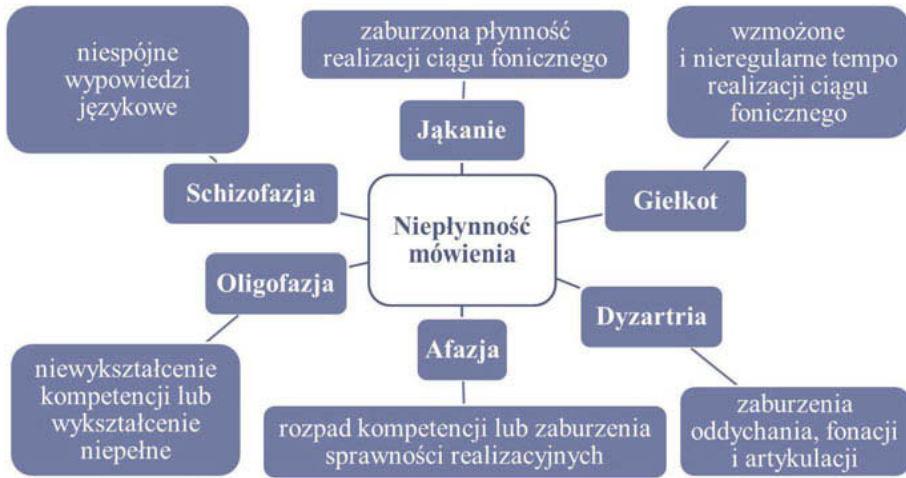 niespójne
wypowiedzi
językowe
zaburzona płynność
realizacji ciągu fonicznego
wzmożone
i nieregularne tempo
realizacji ciągu
fonicznego
Jąkanie
Schizofazja
Giełkot
Niepłynność
mówienia
Oligofazja
Dyzartria
Afazja
niewykształcenie
kompetencji lub
wykształcenie
niepełne
rozpad kompetencji lub zaburzenia
sprawności realizacyjnych
zaburzenia
oddychania, fonacji
i artykulacji